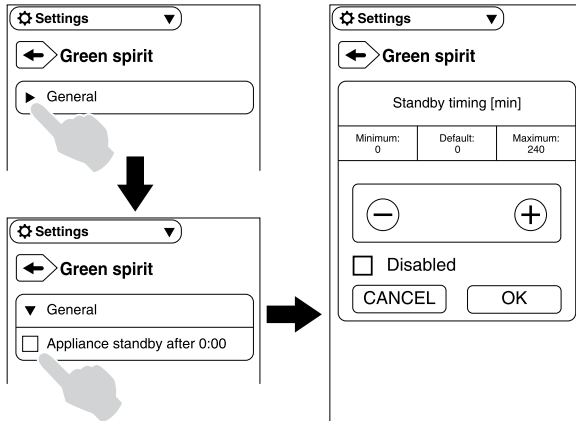 Settings
Green spirit
General
Settings
Green spirit
General
Appliance standby after 0:00
Settings
Green spirit
Standby timing [min]
Minimum: Default: Maximum:
0 0 240
Disabled
CANCEL OK